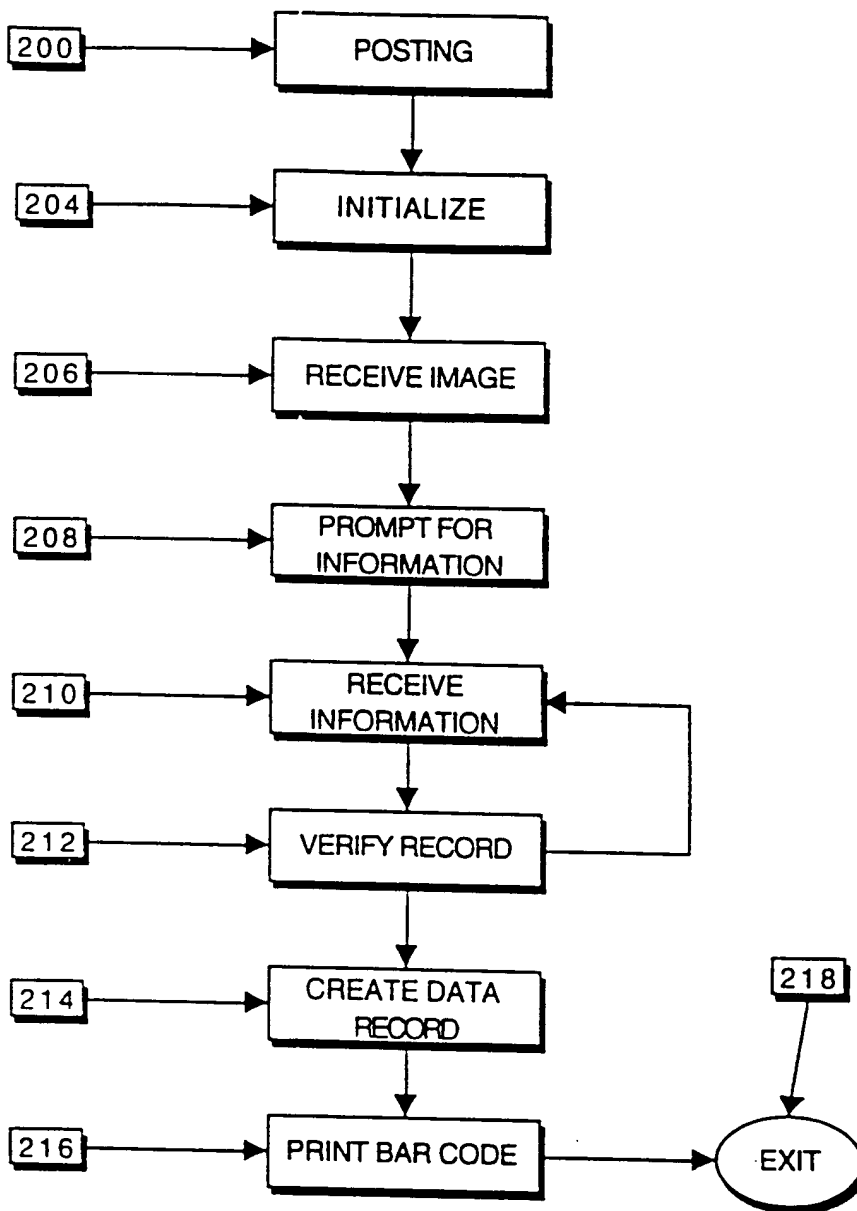 200
POSTING
204
INITIALIZE
206
RECEIVE IMAGE
208
PROMPT FOR
INFORMATION
210
RECEIVE
INFORMATION
212
VERIFY RECORD
214
CREATE DATA
RECORD
218
216
PRINT BAR CODE
EXIT